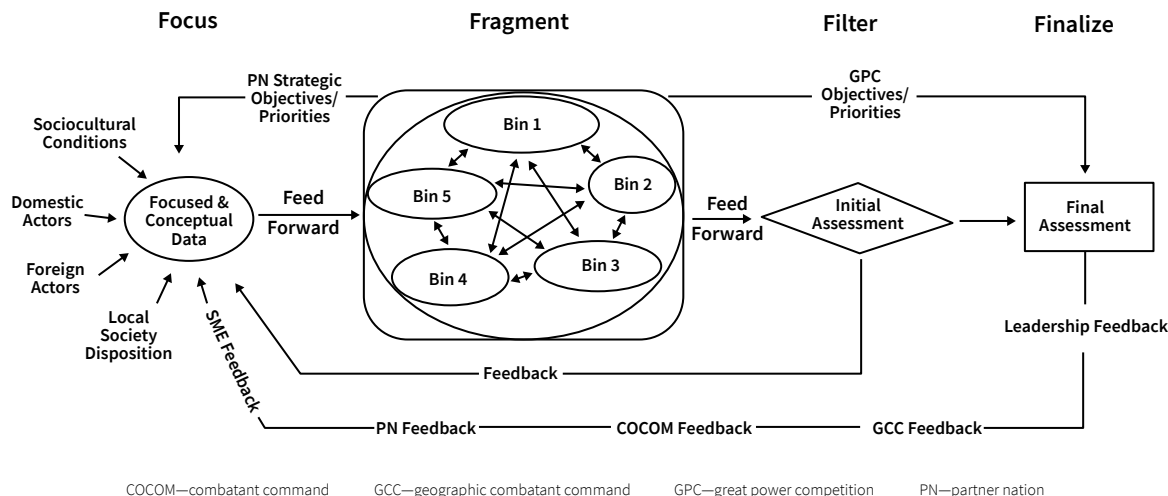 Focus
Fragment
Filter
Finalize
PN Strategic
Objectives/
Priorities
GPC
Objectives/
Priorities
Sociocultural
Conditions
Domestic
Actors
Foreign
Actors
Local
Society
Disposition
Focused &
Conceptual
Data
Feed
Forward
Bin 1
Bin 2
Bin 5
Bin 3
Bin 4
Feed
Forward
Initial
Assessment
Final
Assessment
SME Feedback
Leadership Feedback
Feedback
PN Feedback
COCOM Feedback
GCC Feedback
COCOM—combatant command
GCC—geographic combatant command
GPC—great power competition
PN—partner nation